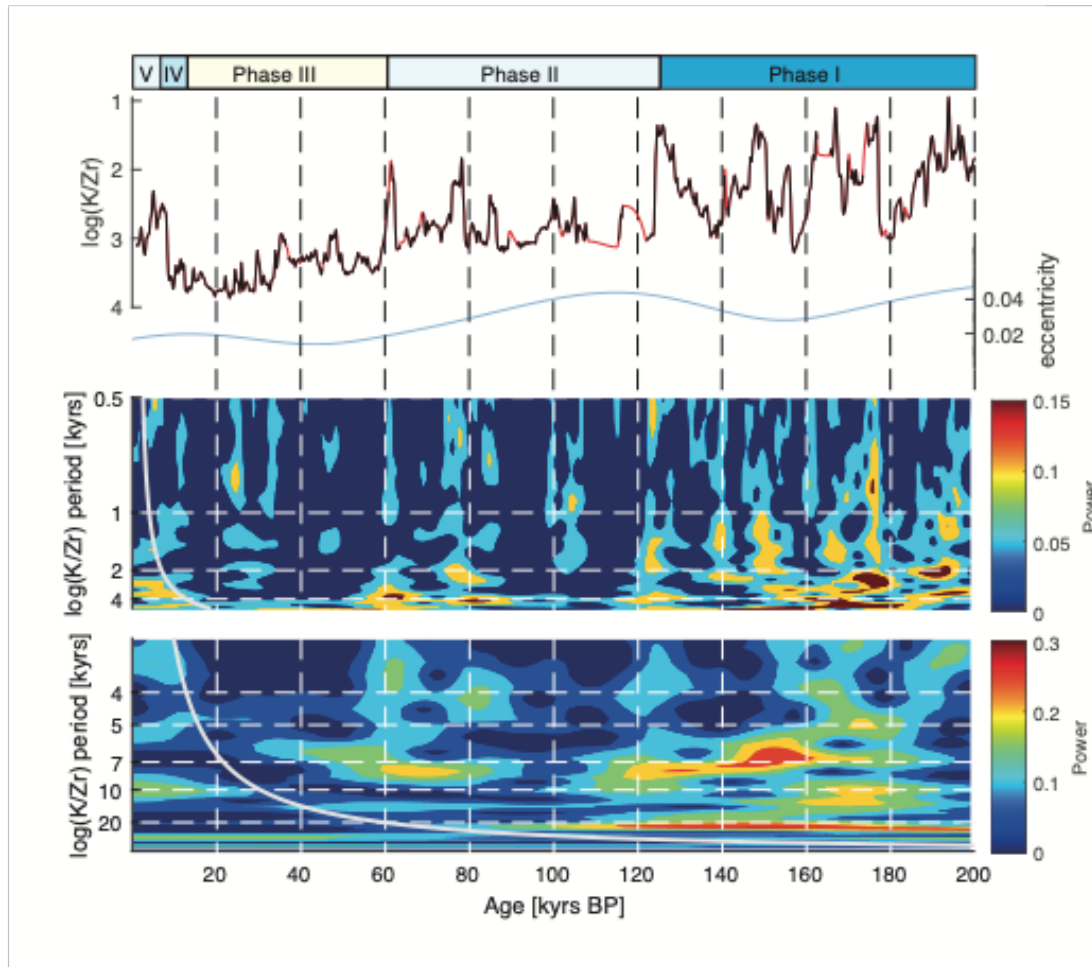 V IV Phase III Phase II Phase I
1
2
3
4
log(K/Zr)
0.04
0.02
eccentricity
0.5
1
2
4
log(K/Zr) period [kyrs]
0.15
0.1
0.05
0
Power
4
5
7
10
20
log(K/Zr) period [kyrs]
0.3
0.2
0.1
0
Power
20 40 60 80 100 120 140 160 180 200
Age [kyrs BP]